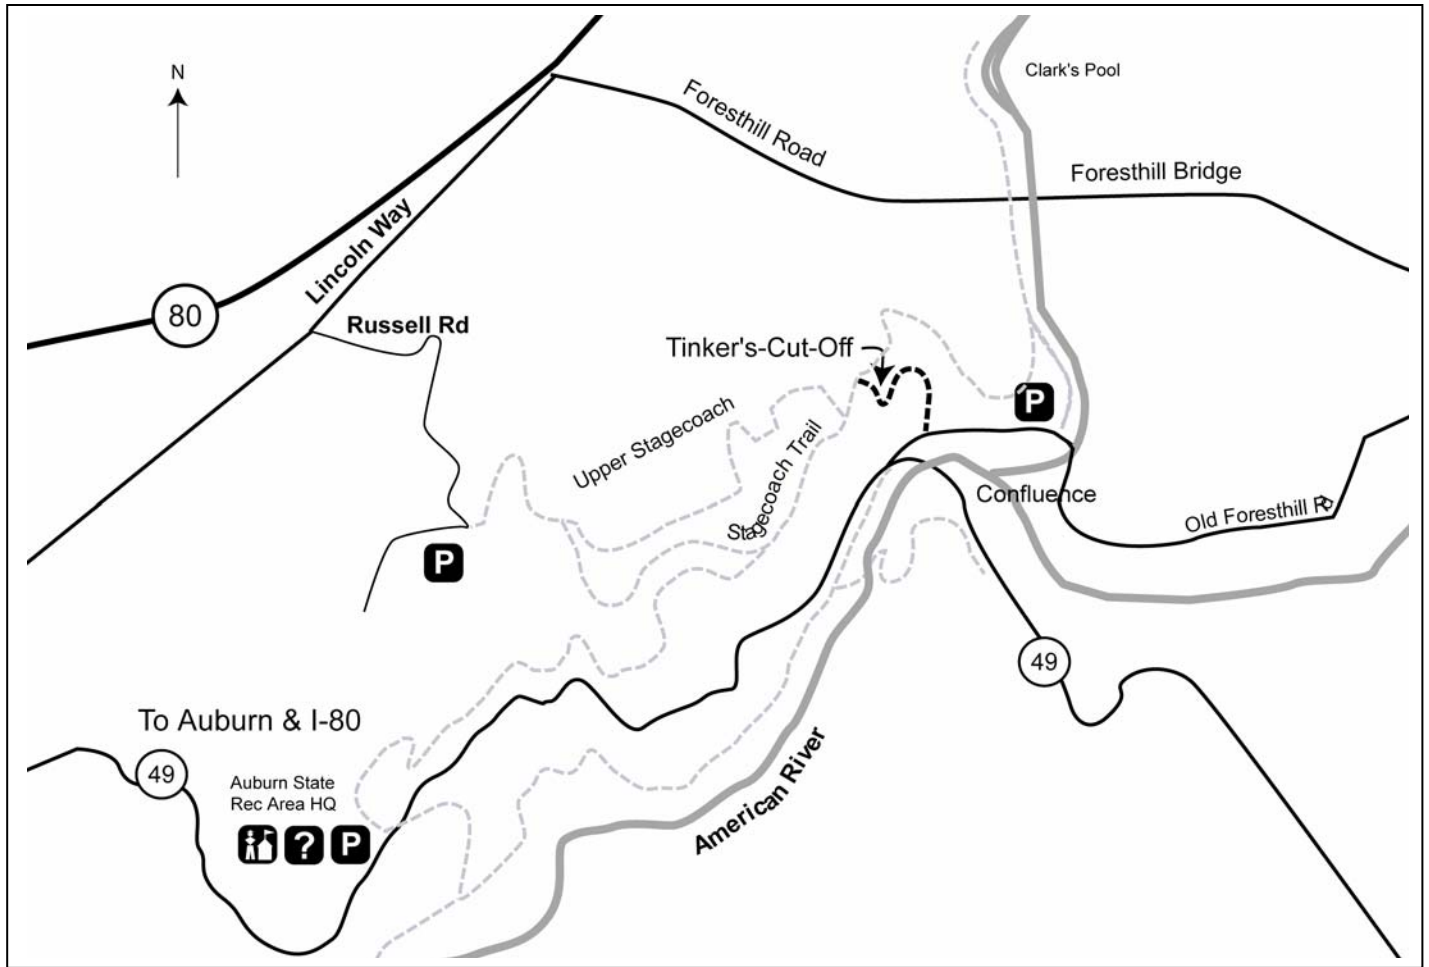 N
Clark's Pool
Foresthill Road
Foresthill Bridge
Lincoln Way
80
Russell Rd
Tinker's-Cut-Off
P
Upper Stagecoach
Stagecoach Trail
Confluence
Old Foresthill Rd
P
49
To Auburn & I-80
49
Auburn State
Rec Area HQ
? P
American River